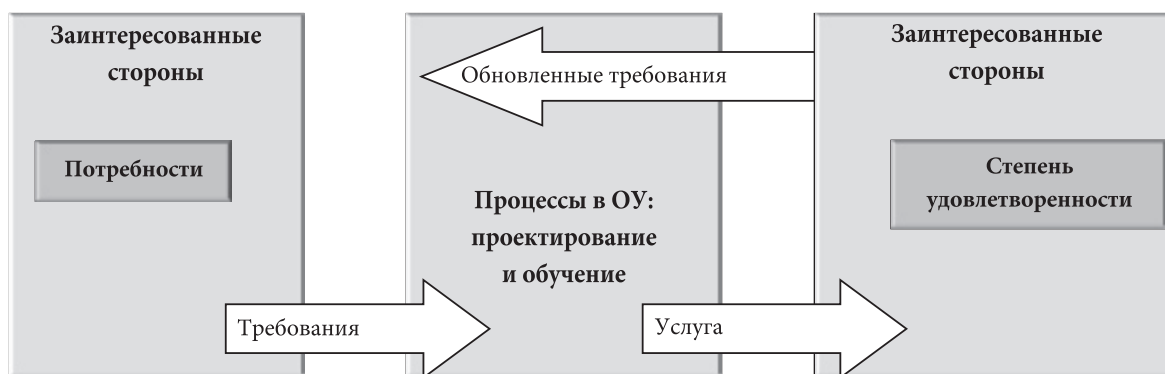 Заинтересованные
стороны
Потребности
Требования
Процессы в ОУ:
проектирование
и обучение
Обновленные требования
Услуга
Заинтересованные
стороны
Степень
удовлетворенности